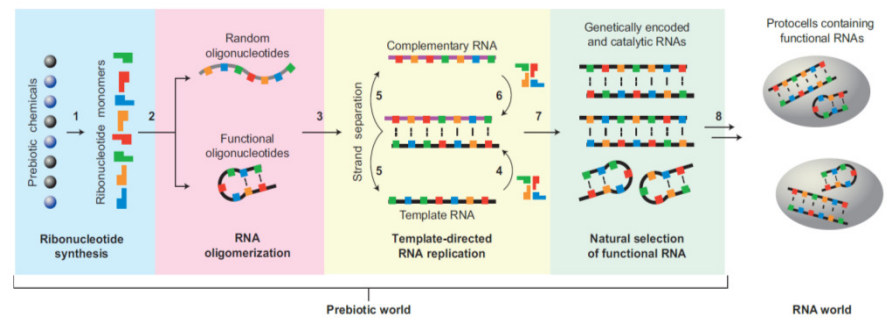 Prebiotic chemicals
1
Ribonucleotide monomers
Ribonucleotide
synthesis
2
Random
oligonucleotides
Functional
oligonucleotides
RNA
oligomerization
3
Complementary RNA
Strand separation
5
6
5
4
Template RNA
Template-directed
RNA replication
7
Genetically encoded
and catalytic RNAs
Natural selection
of functional RNA
8
Protocells containing
functional RNAs
Prebiotic world
RNA world